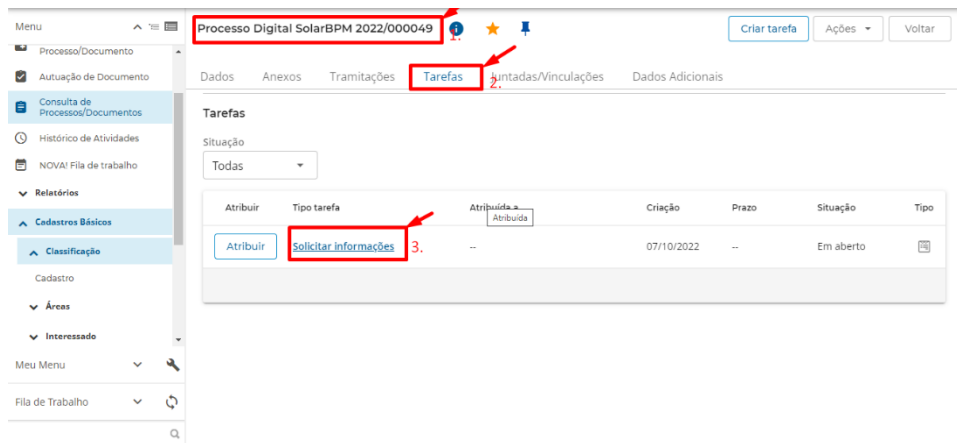 Menu
Processo/Documento
Autuação de Documento
Consulta de
Processos/Documentos
Histórico de Atividades
NOVA! Fila de trabalho
Relatórios
Cadastros Básicos
Classificação
Cadastro
Áreas
Interessado
Meu Menu
Fila de Trabalho
Processo Digital SolarBPM 2022/000049 1. Criar tarefa Ações Voltar
Dados Anexos Tramitações Tarefas 2. Juntadas/Vinculações Dados Adicionais
Tarefas
Situação
Todas
Atribuir Tipo tarefa Atribuída a Criação Prazo Situação Tipo
Atribuída
Atribuir Solicitar informações 3. -- 07/10/2022 -- Em aberto